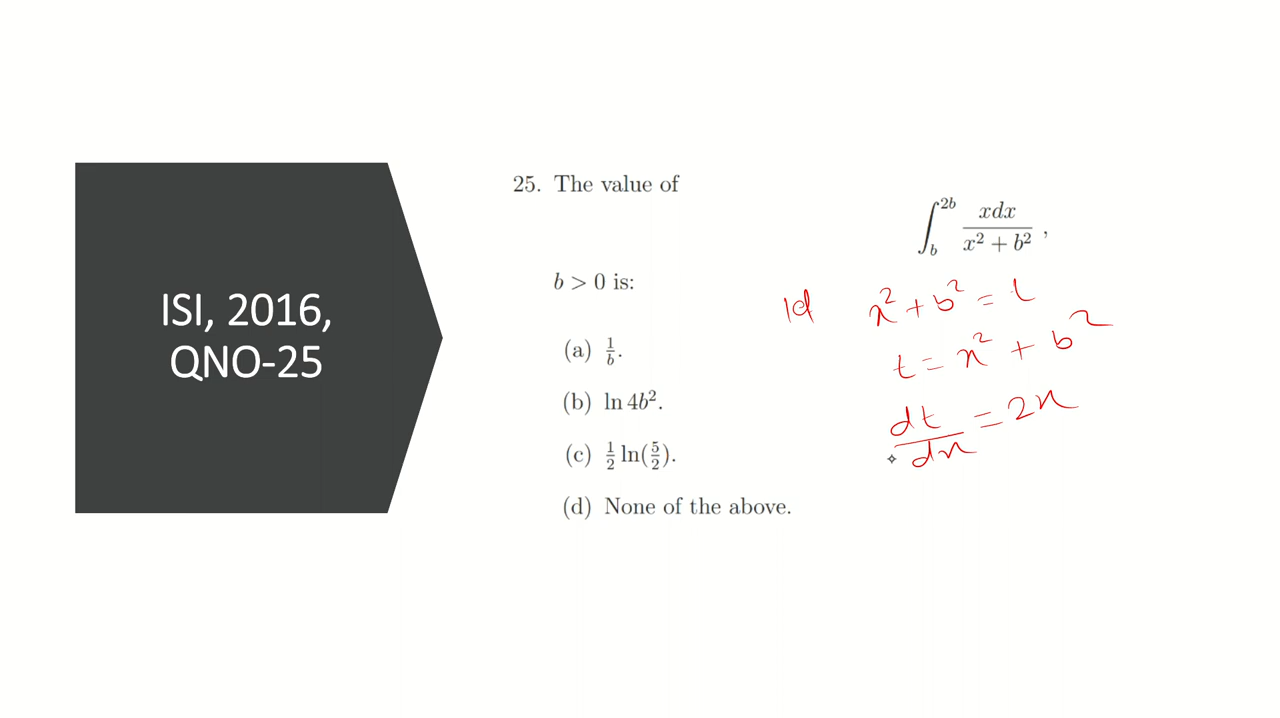 ISI, 2016,
QNO-25
25. The value of
∫_b^{2b} xdx / (x² + b²) ,
b > 0 is:
(a) 1/b.
(b) ln 4b².
(c) 1/2 ln(5/2).
(d) None of the above.
x² + b² = t
t = x² + b²
dt/dx = 2x